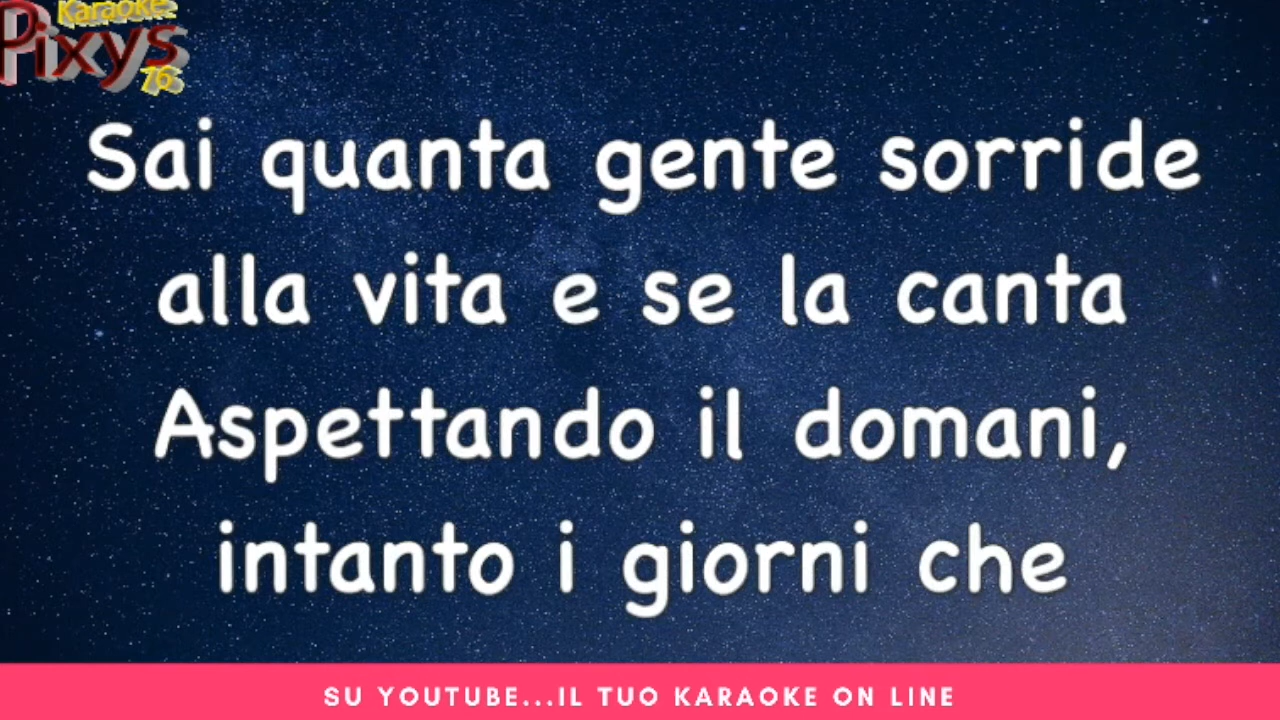 Karaoke
Pixys
76
Sai quanta gente sorride
alla vita e se la canta
Aspettando il domani,
intanto i giorni che
SU YOUTUBE...IL TUO KARAOKE ON LINE